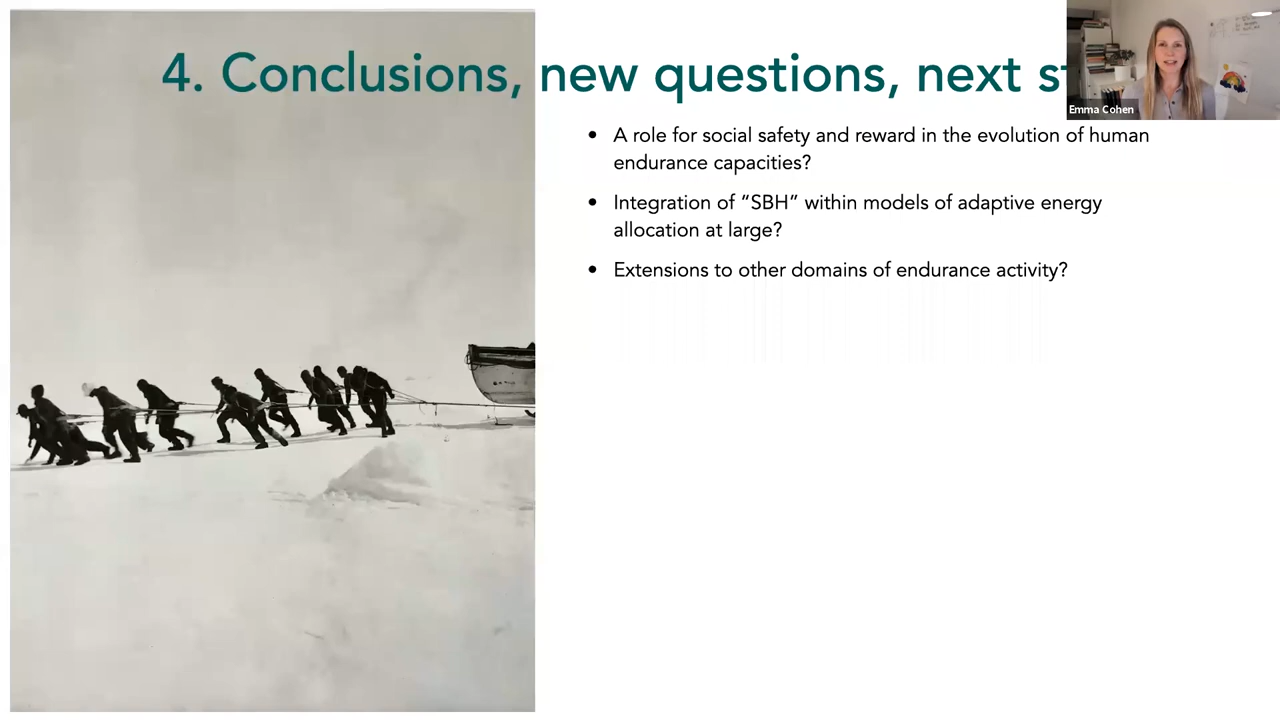 4. Conclusions, new questions, next st
Emma Cohen
• A role for social safety and reward in the evolution of human
endurance capacities?
• Integration of “SBH” within models of adaptive energy
allocation at large?
• Extensions to other domains of endurance activity?